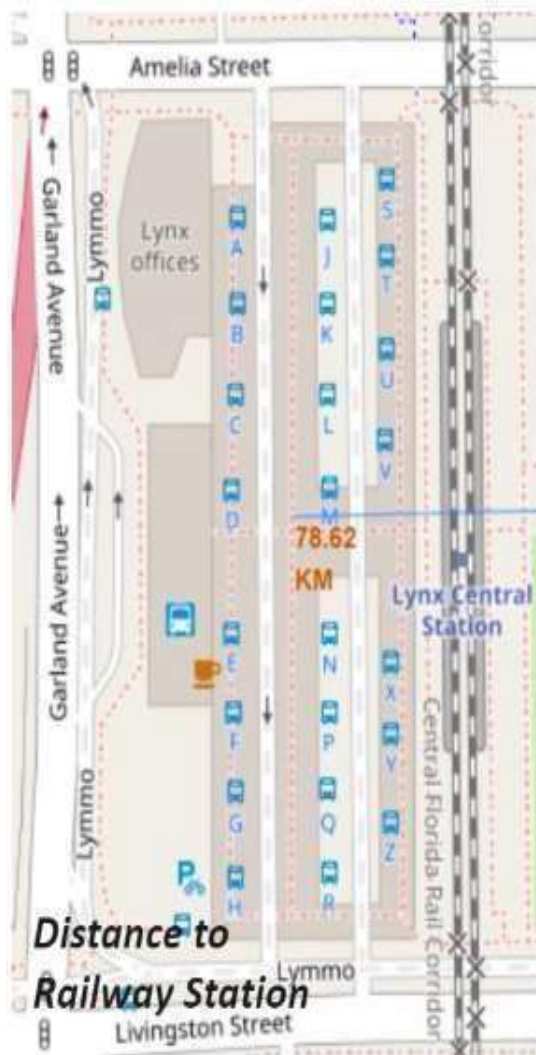 orridor
Amelia Street
Garland Avenue
Lymmo
Lynx
offices
A
B
C
D
E
F
G
H
J
K
L
M
N
P
Q
R
S
T
U
V
X
Y
Z
78.62
KM
Lynx Central
Station
Garland Avenue
Lymmo
Central Florida Rail Corridor
P
Distance to
Railway Station
Lymmo
Livingston Street